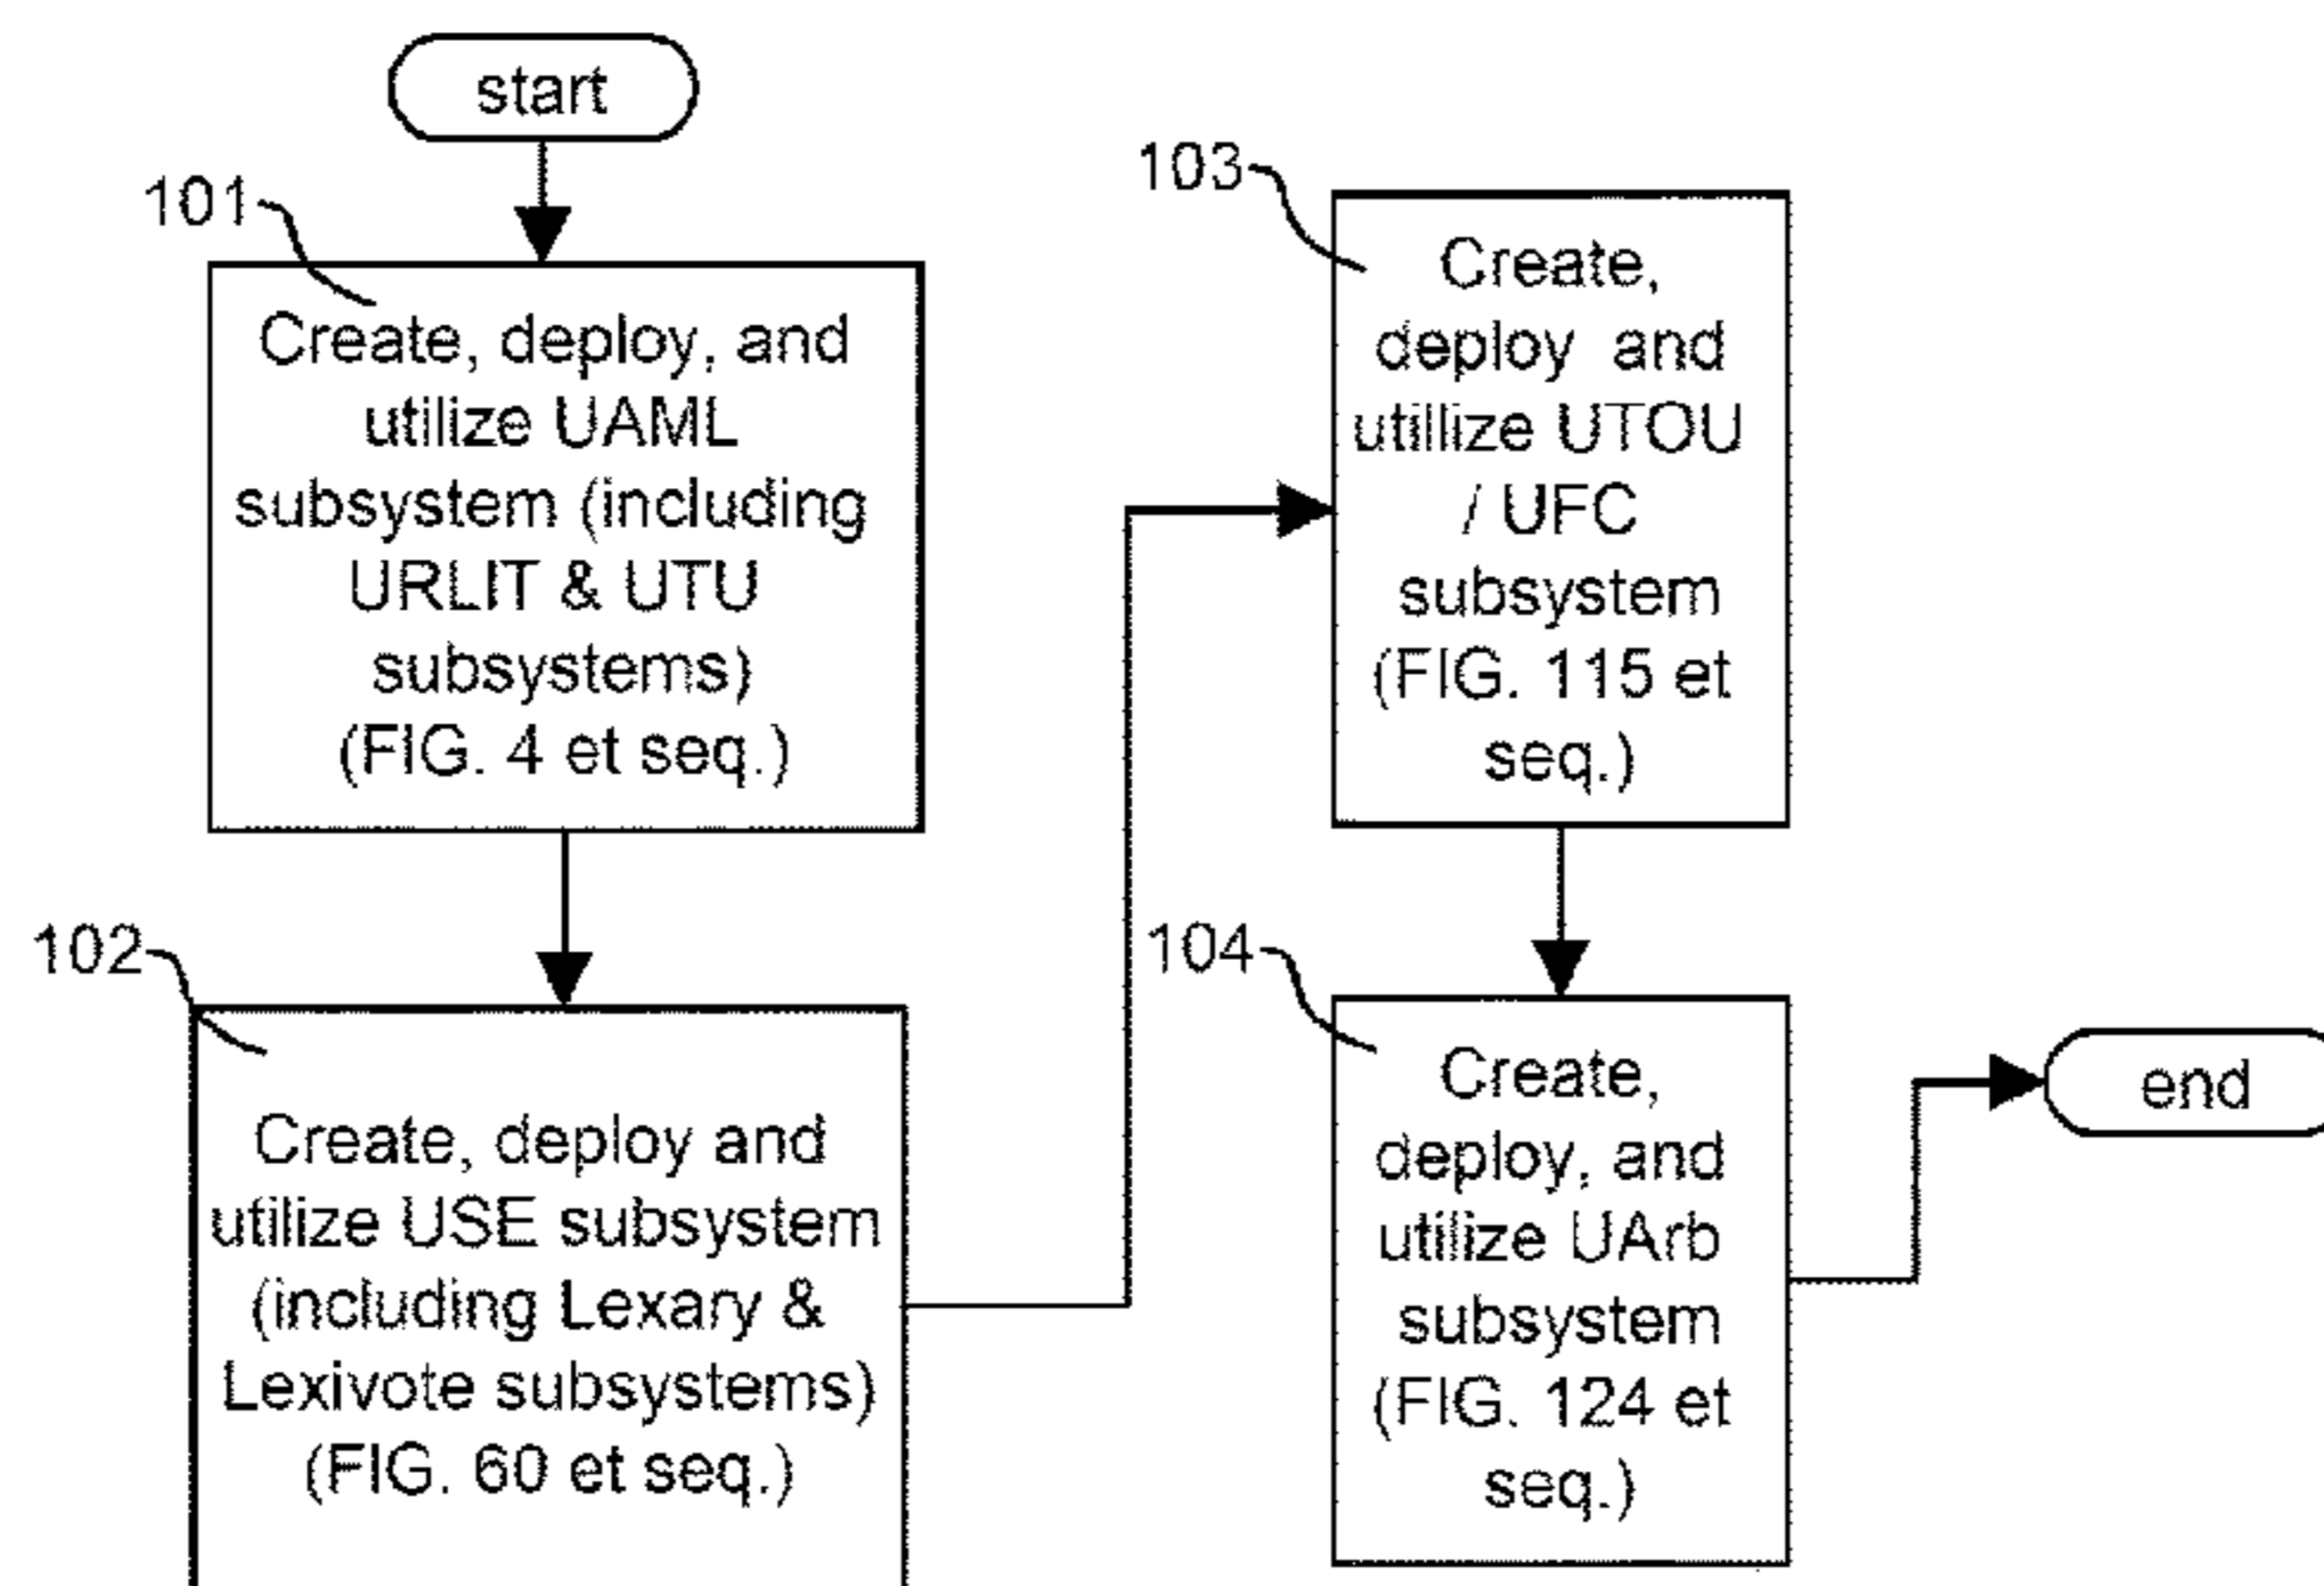 start
101
Create, deploy, and
utilize UAML
subsystem (including
URLIT & UTU
subsystems)
(FIG. 4 et seq.)
102
Create, deploy and
utilize USE subsystem
(including Lexary &
Lexivote subsystems)
(FIG. 60 et seq.)
103
Create,
deploy and
utillize UTOU
/ UFC
subsystem
(FIG. 115 et
seq.)
104
Create,
deploy, and
utilize UArb
subsystem
(FIG. 124 et
seq.)
end